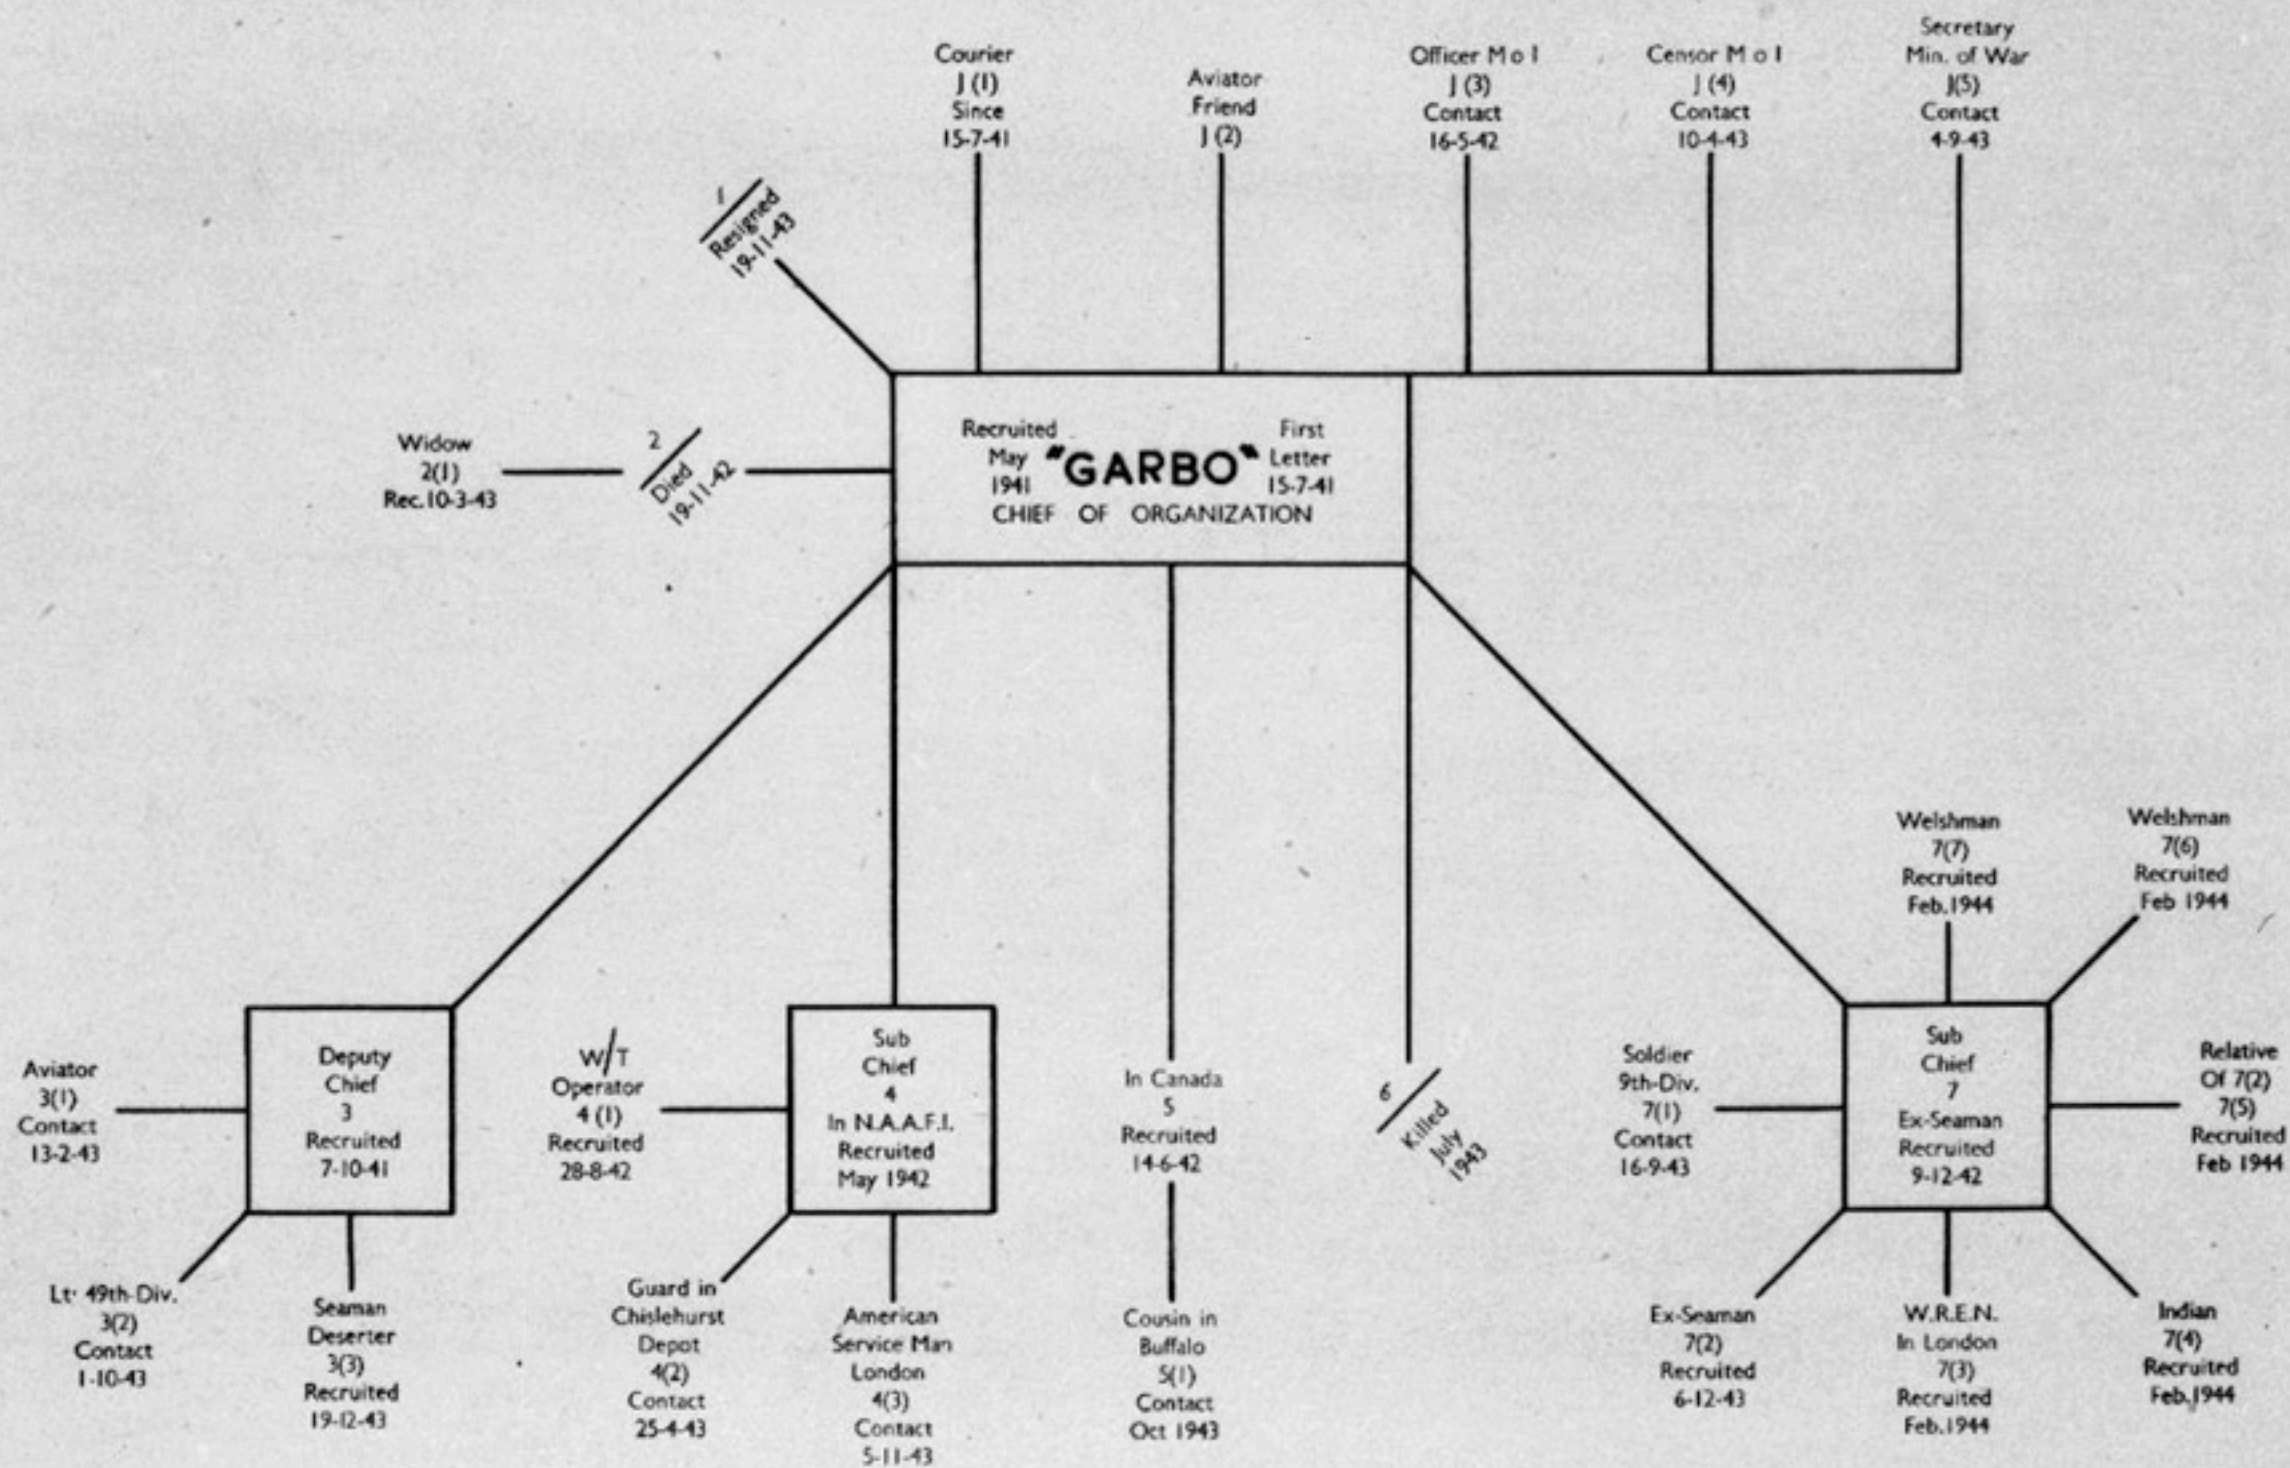 Courier
J (1)
Since
15-7-41
Aviator
Friend
J (2)
Officer M o I
J (3)
Contact
16-5-42
Censor M o I
J (4)
Contact
10-4-43
Secretary
Min. of War
J(5)
Contact
4-9-43
1
Resigned
19-11-43
Widow
2(1)
Rec. 10-3-43
2
Died
19-11-42
Recruited
May
1941
"GARBO"
First
Letter
15-7-41
CHIEF OF ORGANIZATION
Aviator
3(1)
Contact
13-2-43
Deputy
Chief
3
Recruited
7-10-41
Lt. 49th-Div.
3(2)
Contact
1-10-43
Seaman
Deserter
3(3)
Recruited
19-12-43
W/T
Operator
4 (1)
Recruited
28-8-42
Sub
Chief
4
In N.A.A.F.I.
Recruited
May 1942
Guard in
Chislehurst
Depot
4(2)
Contact
25-4-43
American
Service Man
London
4(3)
Contact
5-11-43
In Canada
5
Recruited
14-6-42
Cousin in
Buffalo
5(1)
Contact
Oct 1943
6
Killed
July
1943
Welshman
7(7)
Recruited
Feb. 1944
Welshman
7(6)
Recruited
Feb 1944
Soldier
9th-Div.
7(1)
Contact
16-9-43
Sub
Chief
7
Ex-Seaman
Recruited
9-12-42
Relative
Of 7(2)
7(5)
Recruited
Feb 1944
Ex-Seaman
7(2)
Recruited
6-12-43
W.R.E.N.
In London
7(3)
Recruited
Feb. 1944
Indian
7(4)
Recruited
Feb. 1944